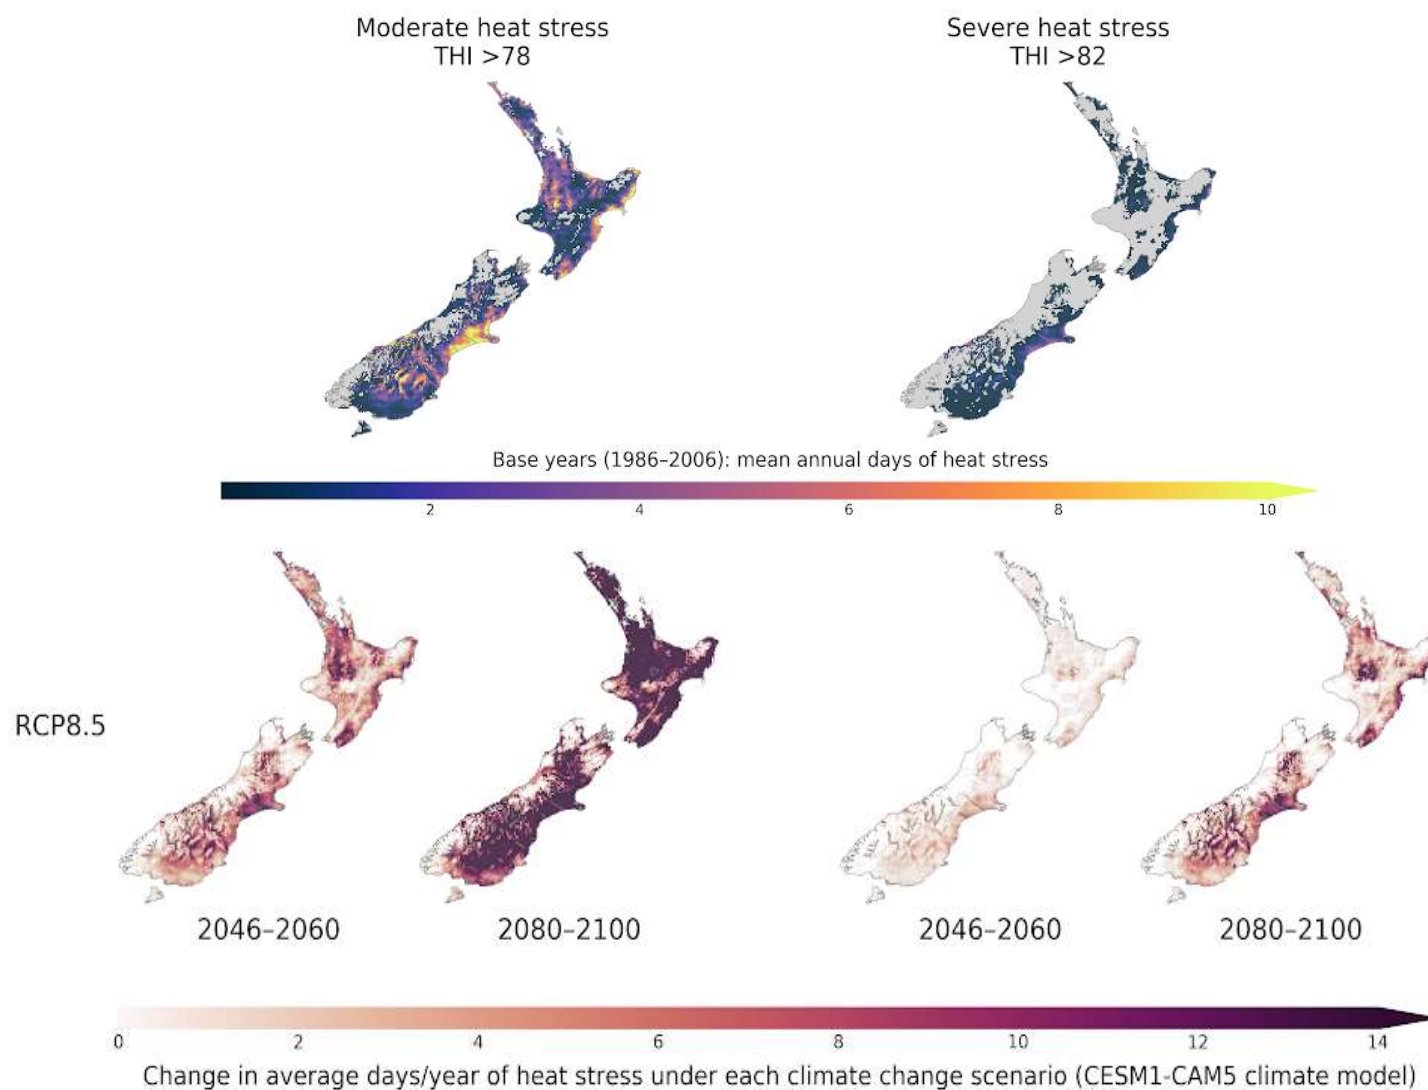 Moderate heat stress
THI >78
Severe heat stress
THI >82
Base years (1986–2006): mean annual days of heat stress
2 4 6 8 10
RCP8.5
2046–2060 2080–2100 2046–2060 2080–2100
0 2 4 6 8 10 12 14
Change in average days/year of heat stress under each climate change scenario (CESM1-CAM5 climate model)